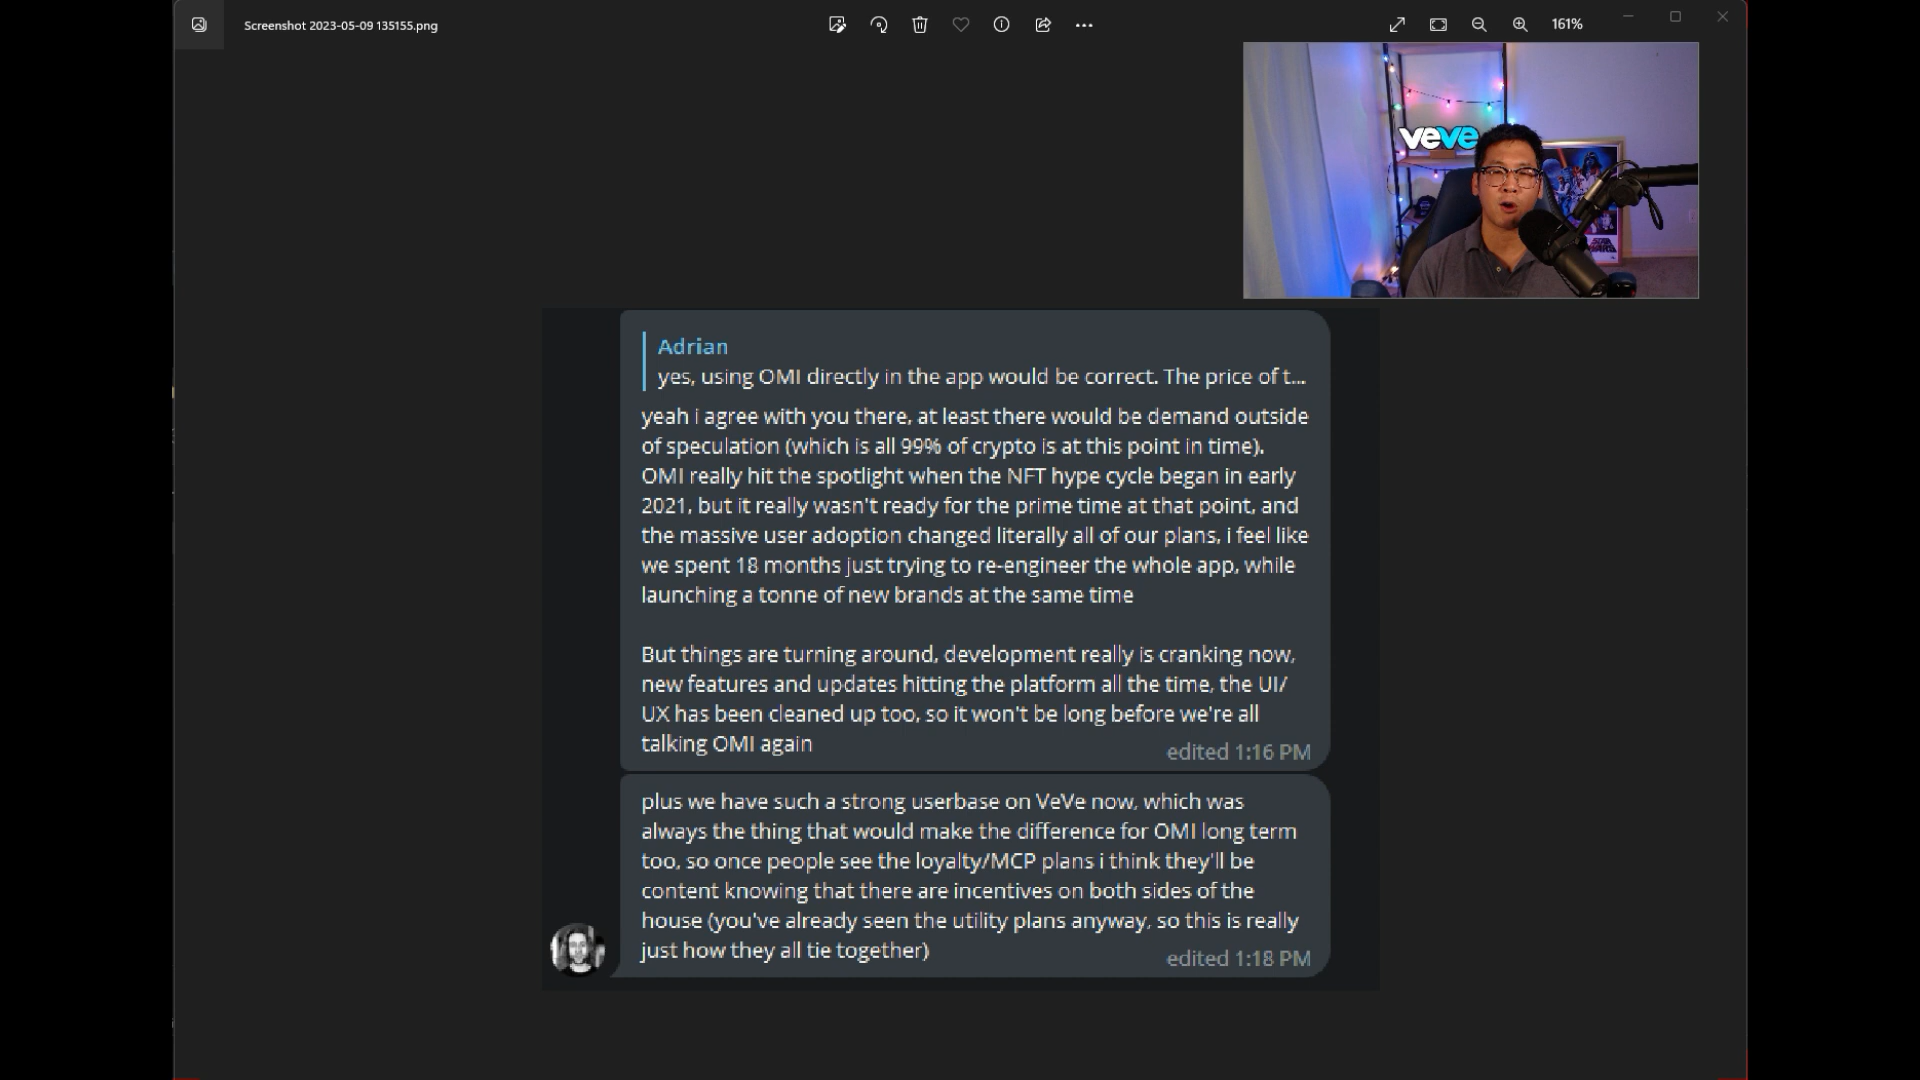 Screenshot 2023-05-09 135155.png
161%
veve
STAR
WARS
Adrian
yes, using OMI directly in the app would be correct. The price of t...
yeah i agree with you there, at least there would be demand outside
of speculation (which is all 99% of crypto is at this point in time).
OMI really hit the spotlight when the NFT hype cycle began in early
2021, but it really wasn't ready for the prime time at that point, and
the massive user adoption changed literally all of our plans, i feel like
we spent 18 months just trying to re-engineer the whole app, while
launching a tonne of new brands at the same time
But things are turning around, development really is cranking now,
new features and updates hitting the platform all the time, the UI/
UX has been cleaned up too, so it won't be long before we're all
talking OMI again
edited 1:16 PM
plus we have such a strong userbase on VeVe now, which was
always the thing that would make the difference for OMI long term
too, so once people see the loyalty/MCP plans i think they'll be
content knowing that there are incentives on both sides of the
house (you've already seen the utility plans anyway, so this is really
just how they all tie together)
edited 1:18 PM